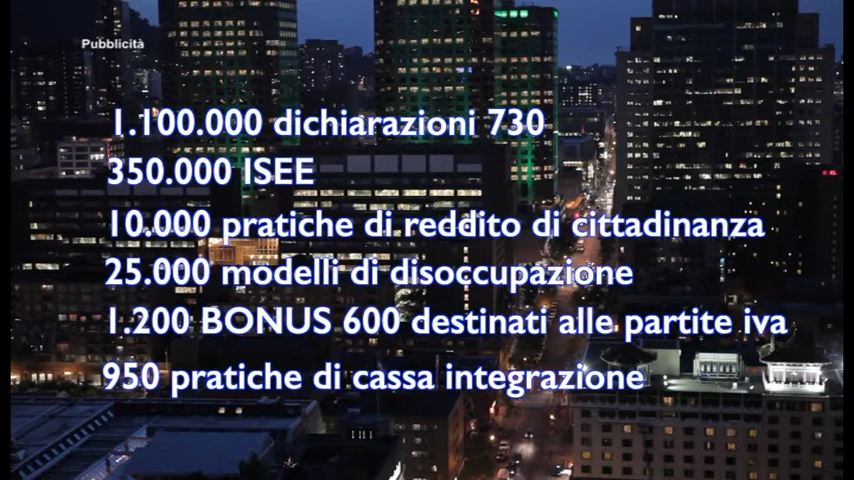 Pubblicità
1.100.000 dichiarazioni 730
350.000 ISEE
10.000 pratiche di reddito di cittadinanza
25.000 modelli di disoccupazione
1.200 BONUS 600 destinati alle partite iva
950 pratiche di cassa integrazione